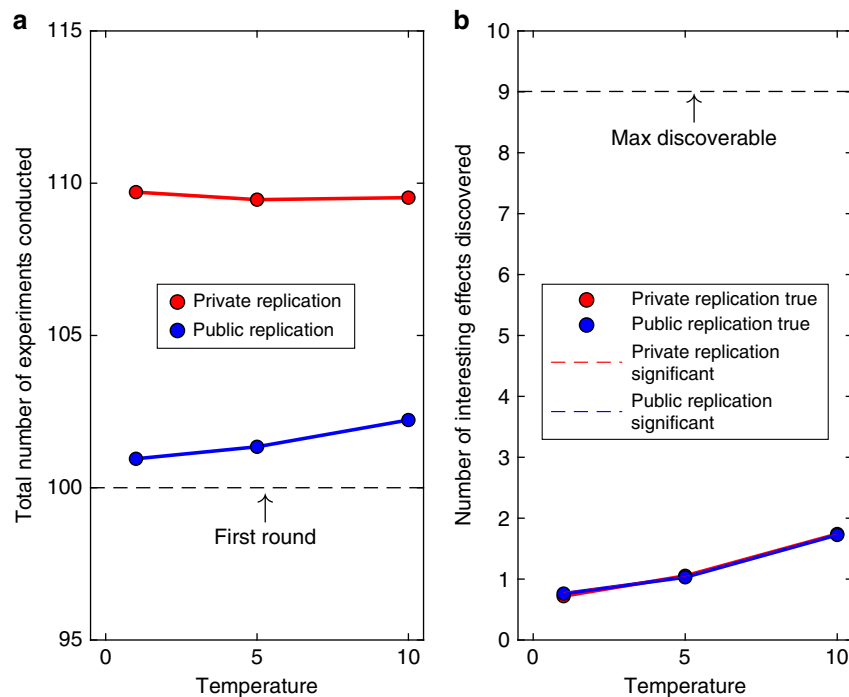 a
Total number of experiments conducted
115
110
105
100
95
Private replication
Public replication
First round
0
5
10
Temperature
b
Number of interesting effects discovered
10
9
8
7
6
5
4
3
2
1
0
Max discoverable
Private replication true
Public replication true
Private replication
significant
Public replication
significant
0
5
10
Temperature